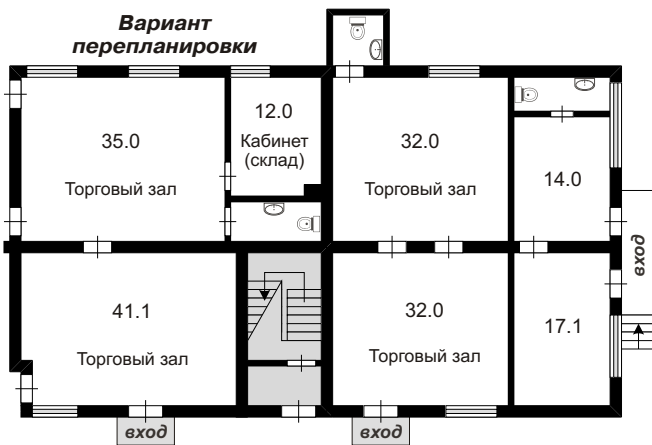 Вариант
перепланировки
35.0
Торговый зал
12.0
Кабинет
(склад)
32.0
Торговый зал
14.0
41.1
Торговый зал
32.0
Торговый зал
17.1
вход
вход
вход